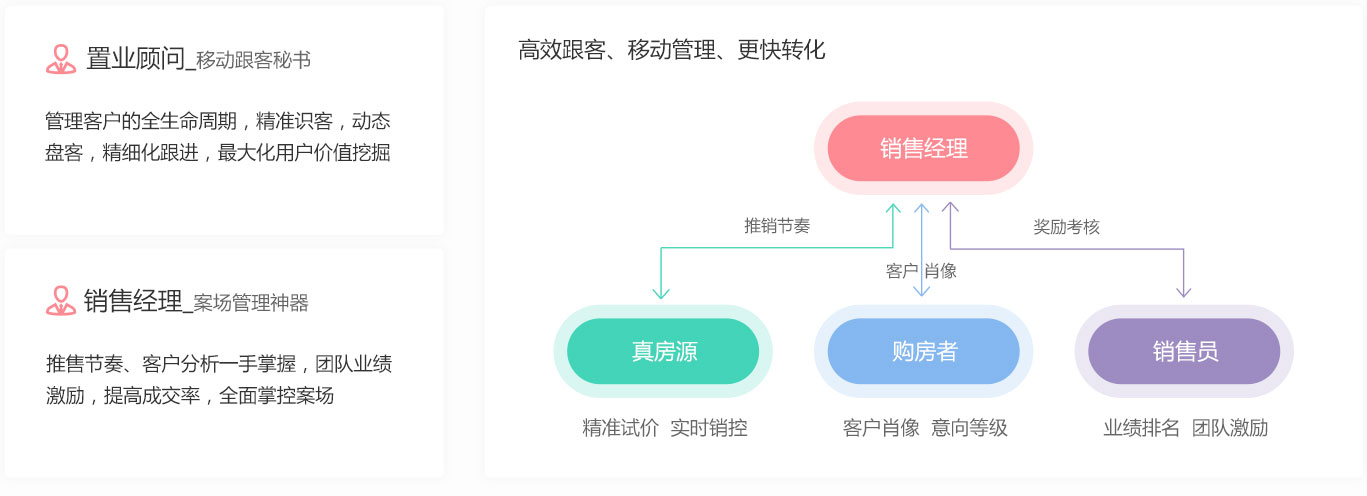 置业顾问_移动跟客秘书
管理客户的全生命周期，精准识客，动态
盘客，精细化跟进，最大化用户价值挖掘
销售经理_案场管理神器
推售节奏、客户分析一手掌握，团队业绩
激励，提高成交率，全面掌控案场
高效跟客、移动管理、更快转化
销售经理
推销节奏
奖励考核
客户 肖像
真房源
购房者
销售员
精准试价 实时销控
客户肖像 意向等级
业绩排名 团队激励